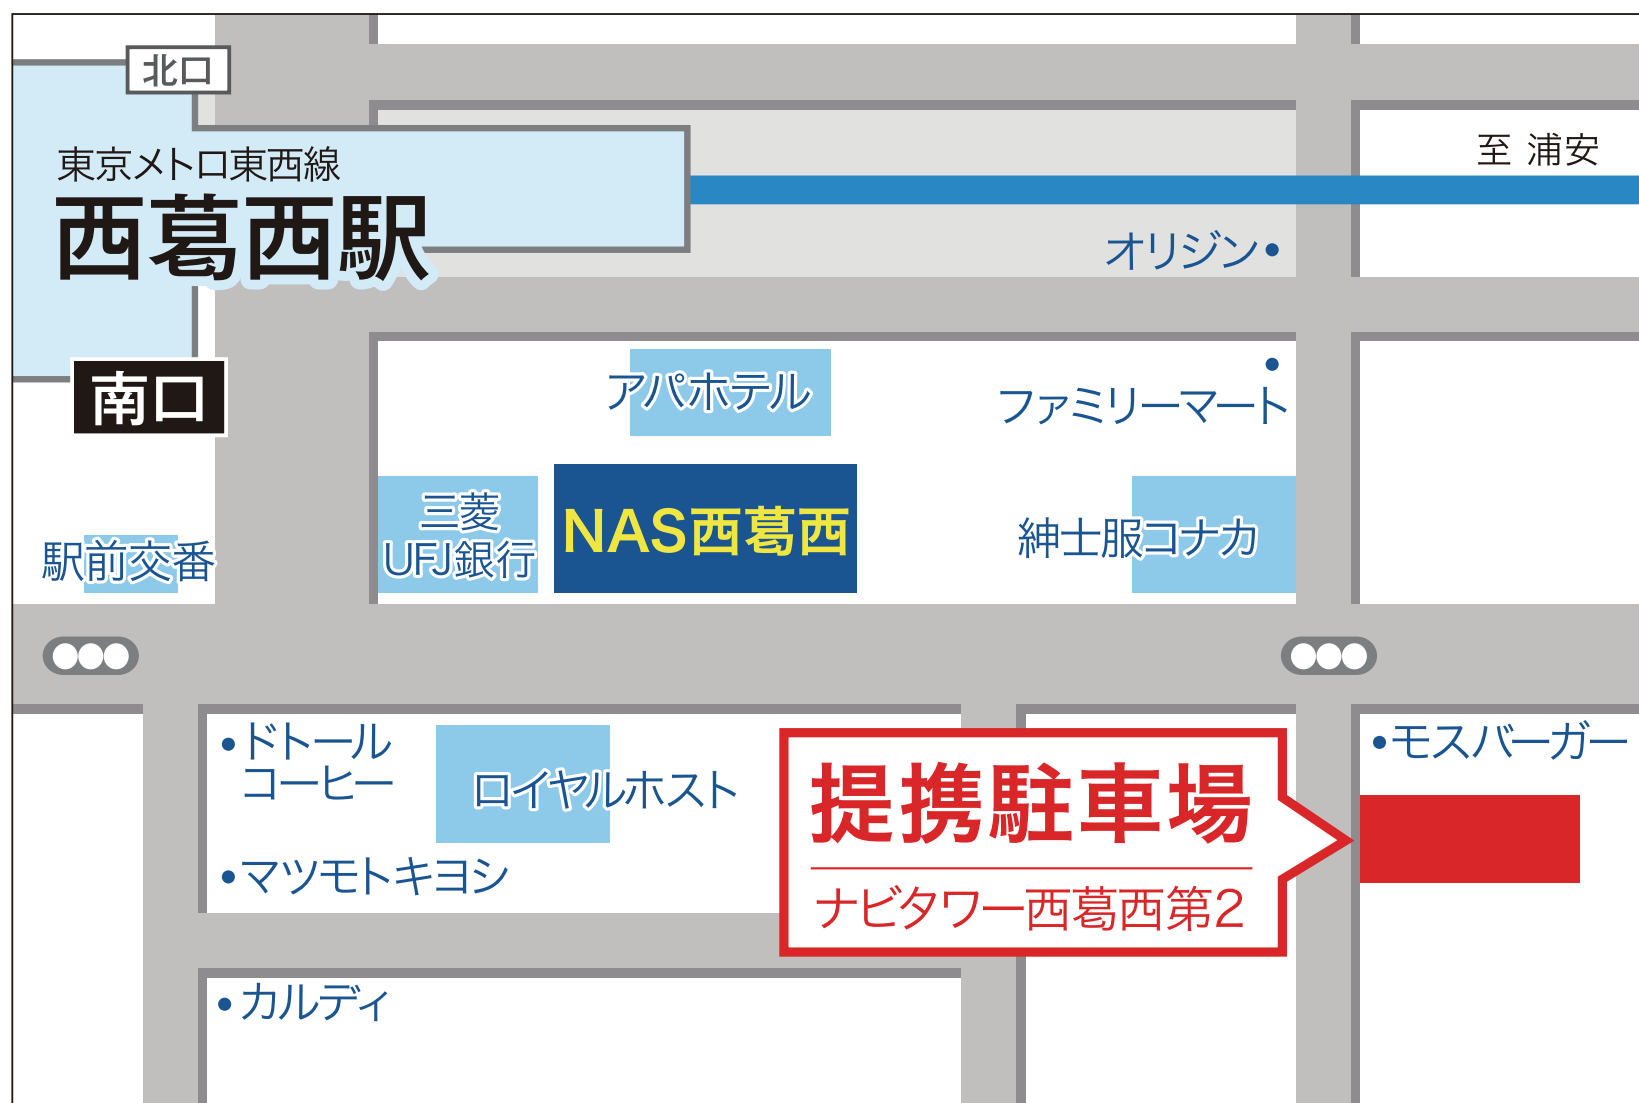 北口
東京メトロ東西線
西葛西駅
至 浦安
オリジン
南口
アパホテル
ファミリーマート
三菱
UFJ銀行
NAS西葛西
紳士服コナカ
駅前交番
ドトール
コーヒー
ロイヤルホスト
マツモトキヨシ
提携駐車場
ナビタワー西葛西第2
モスバーガー
カルディ